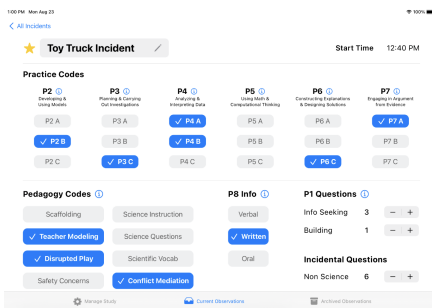 1:00 PM Mon Aug 23
100%
All Incidents
Toy Truck Incident
Start Time 12:40 PM
Practice Codes
P2 P3 P4 P5 P6 P7
Developing & Planning & Carrying Analyzing & Using Math & Constructing Explanations Engaging in Argument
Using Models Out Investigations Interpreting Data Computational Thinking & Designing Solutions from Evidence
P2 A P3 A ✓ P4 A P5 A P6 A ✓ P7 A
✓ P2 B P3 B ✓ P4 B P5 B P6 B P7 B
P2 C ✓ P3 C P4 C P5 C ✓ P6 C P7 C
Pedagogy Codes P8 Info P1 Questions
Scaffolding Science Instruction Verbal Info Seeking 3 − +
✓ Teacher Modeling Science Questions ✓ Written Building 1 − +
✓ Disrupted Play Scientific Vocab Oral Incidental Questions
Safety Concerns ✓ Conflict Mediation Non Science 6 − +
Manage Study Current Observations Archived Observations